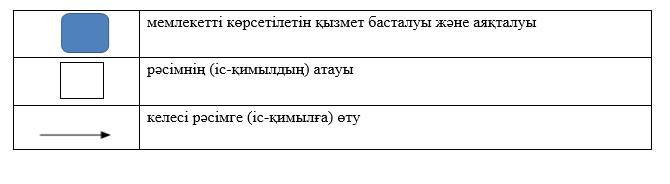 мемлекетті көрсетілетін қызмет басталуы және аяқталуы
рәсімнің (іс-қимылдың) атауы
келесі рәсімге (іс-қимылға) өту